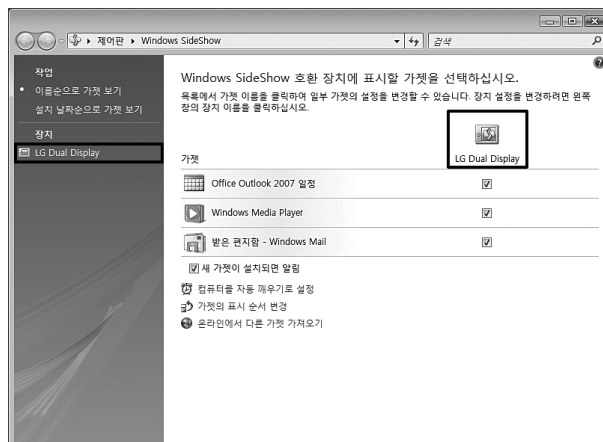 제어판 ▸ Windows SideShow
검색
작업
이름순으로 가젯 보기
설치 날짜순으로 가젯 보기
장치
LG Dual Display
Windows SideShow 호환 장치에 표시할 가젯을 선택하십시오.
목록에서 가젯 이름을 클릭하여 일부 가젯의 설정을 변경할 수 있습니다. 장치 설정을 변경하려면 왼쪽
창의 장치 이름을 클릭하십시오.
가젯
LG Dual Display
Office Outlook 2007 일정
Windows Media Player
받은 편지함 - Windows Mail
새 가젯이 설치되면 알림
컴퓨터를 자동 깨우기로 설정
가젯의 표시 순서 변경
온라인에서 다른 가젯 가져오기